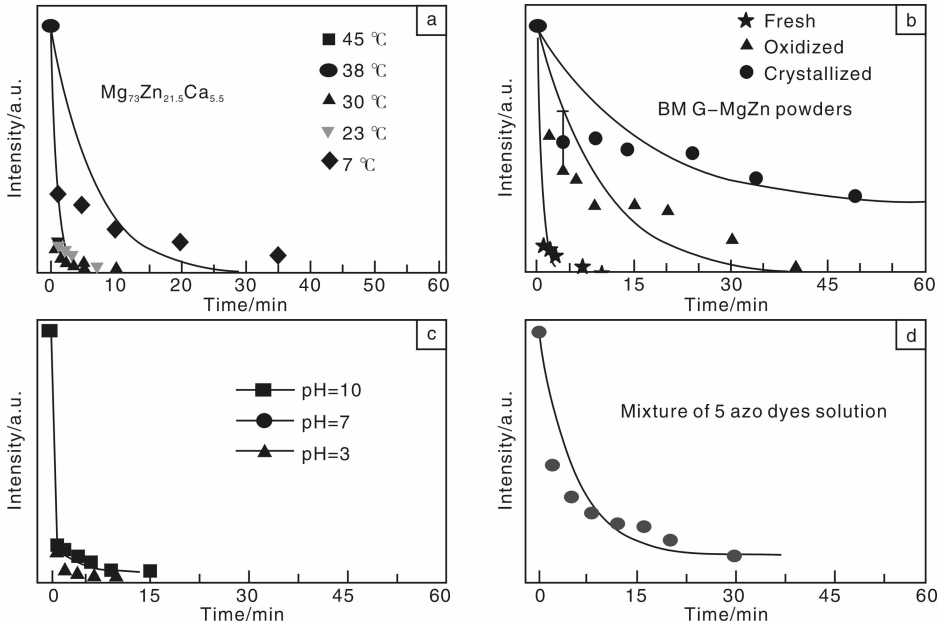 a
45 ℃
38 ℃
30 ℃
23 ℃
7 ℃
Mg₇₃Zn₂₁.₅Ca₅.₅
Intensity/a.u.
0 10 20 30 40 50 60
Time/min
b
Fresh
Oxidized
Crystallized
BM G−MgZn powders
Intensity/a.u.
0 15 30 45 60
Time/min
c
pH=10
pH=7
pH=3
Intensity/a.u.
0 15 30 45 60
Time/min
d
Mixture of 5 azo dyes solution
Intensity/a.u.
0 15 30 45 60
Time/min